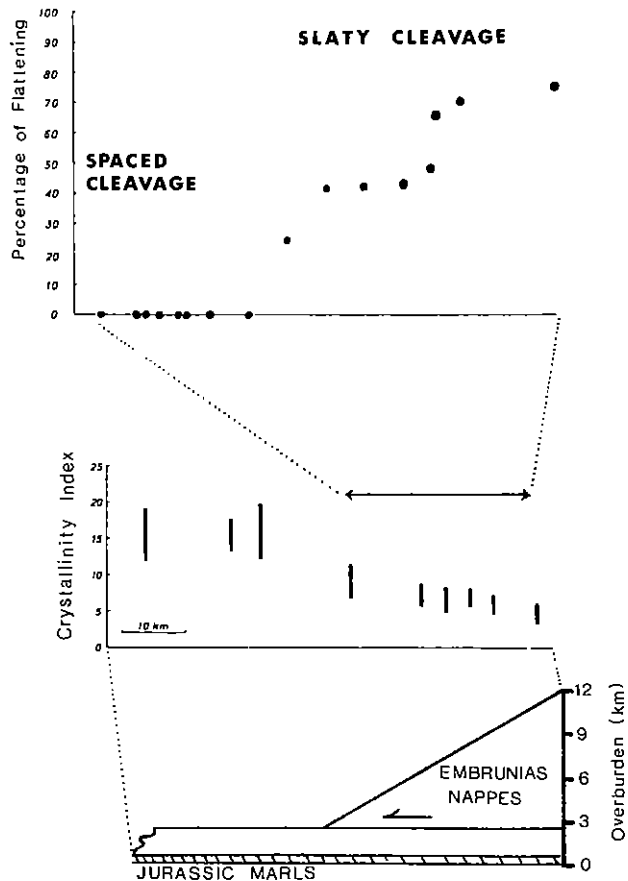 100
90
80
70
60
50
40
30
20
10
0
Percentage of Flattening
SLATY CLEAVAGE
SPACED
CLEAVAGE
25
20
15
10
5
0
Crystallinity Index
10 km
12
9
6
3
0
Overburden (km)
EMBRUNIAS
NAPPES
JURASSIC MARLS